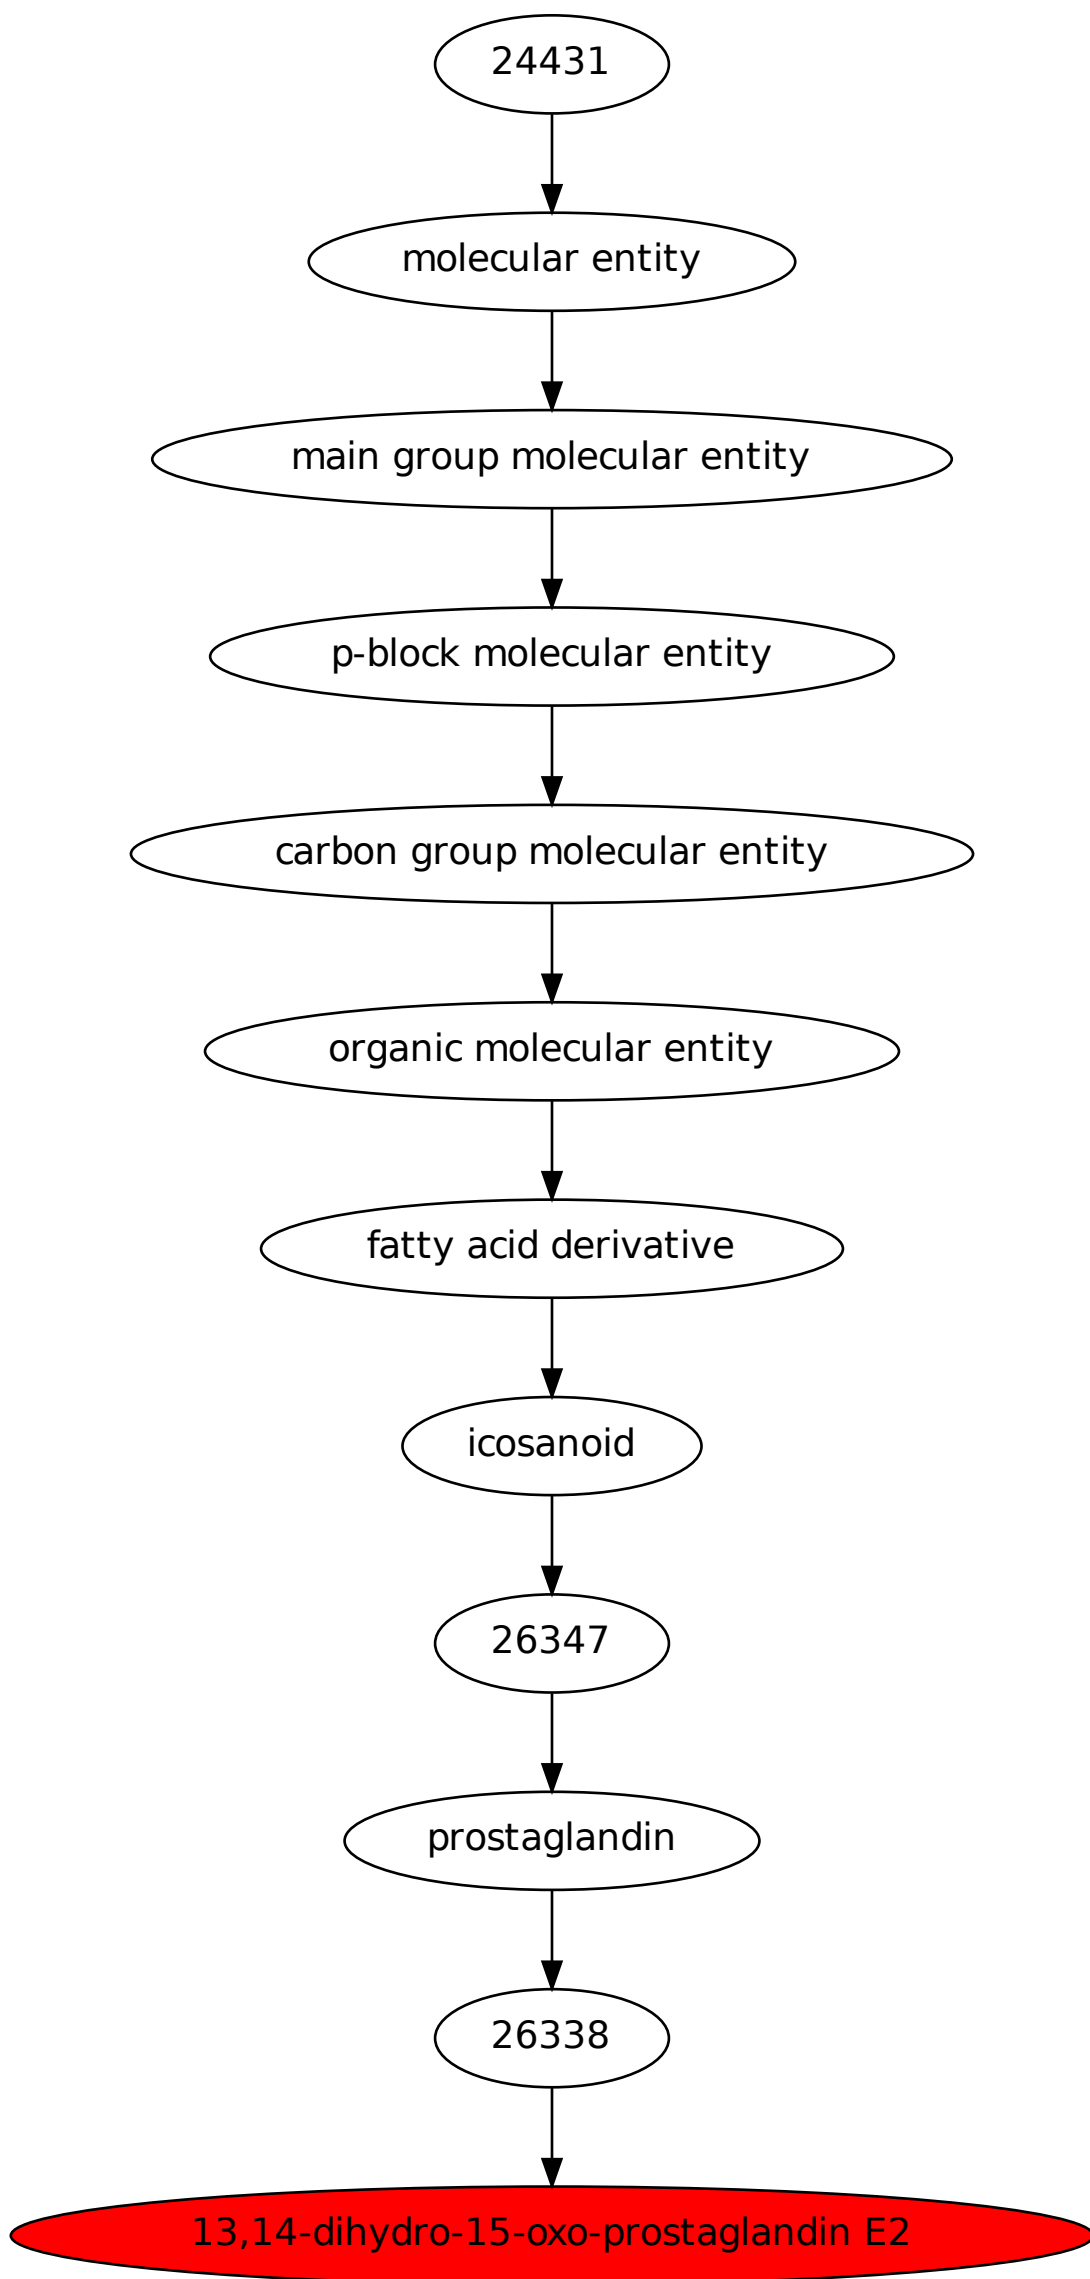 24431
molecular entity
main group molecular entity
p-block molecular entity
carbon group molecular entity
organic molecular entity
fatty acid derivative
icosanoid
26347
prostaglandin
26338
13,14-dihydro-15-oxo-prostaglandin E2